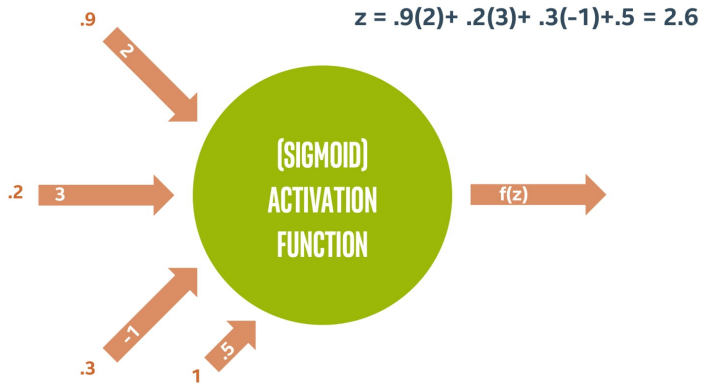 z = .9(2)+ .2(3)+ .3(-1)+.5 = 2.6
.9
2
(SIGMOID)
ACTIVATION
FUNCTION
.2
3
f(z)
.3
-1
1
.5